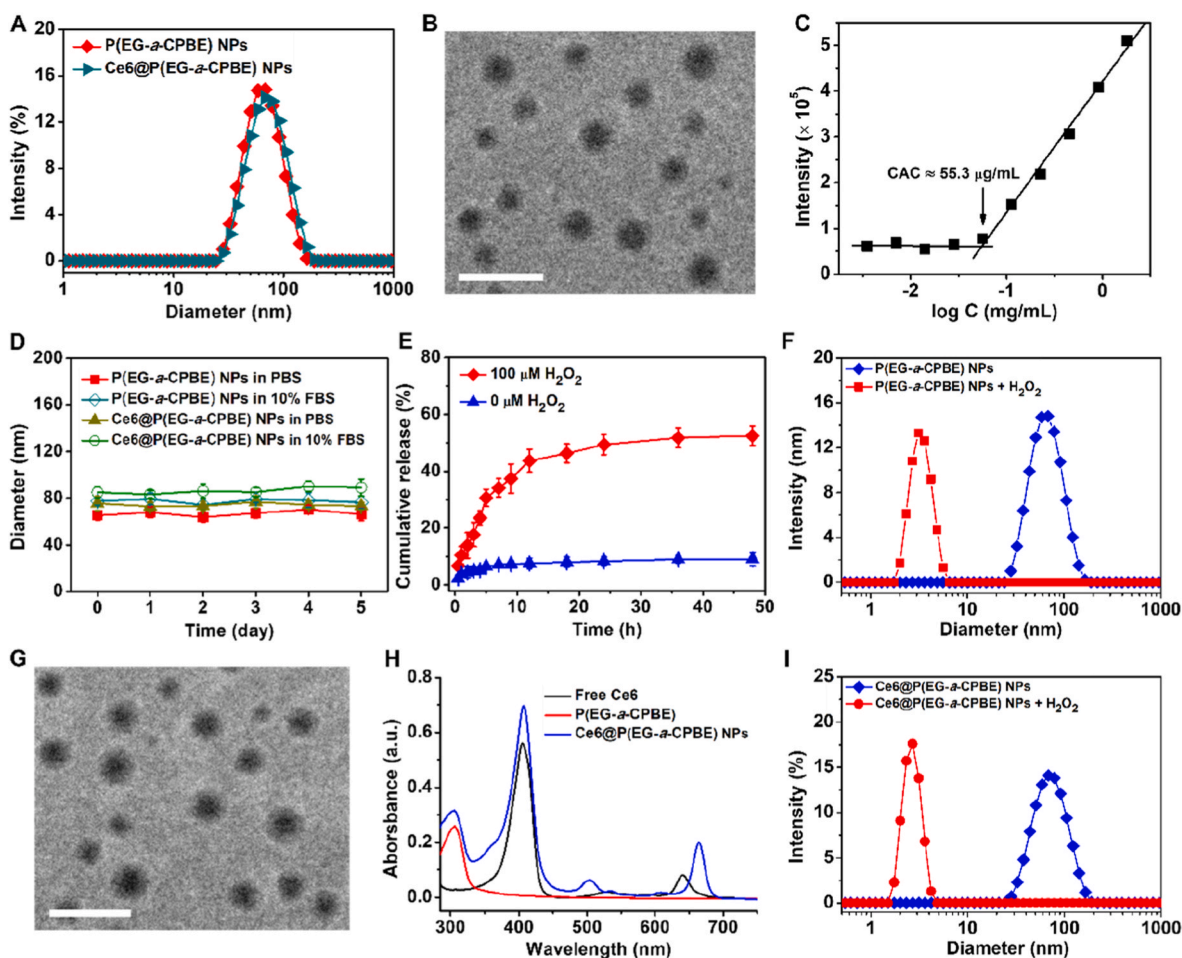 A
P(EG-a-CPBE) NPs
Ce6@P(EG-a-CPBE) NPs
Intensity (%)
20
16
12
8
4
0
1
10
100
1000
Diameter (nm)
B
C
Intensity (× 10⁵)
5
4
3
2
1
0
CAC ≈ 55.3 μg/mL
-2
-1
0
log C (mg/mL)
D
Diameter (nm)
200
160
120
80
40
0
P(EG-a-CPBE) NPs in PBS
P(EG-a-CPBE) NPs in 10% FBS
Ce6@P(EG-a-CPBE) NPs in PBS
Ce6@P(EG-a-CPBE) NPs in 10% FBS
0
1
2
3
4
5
Time (day)
E
Cumulative release (%)
80
60
40
20
0
100 μM H₂O₂
0 μM H₂O₂
0
10
20
30
40
50
Time (h)
F
Intensity (nm)
20
16
12
8
4
0
P(EG-a-CPBE) NPs
P(EG-a-CPBE) NPs + H₂O₂
1
10
100
1000
Diameter (nm)
G
H
Aborsbance (a.u.)
0.8
0.6
0.4
0.2
0.0
Free Ce6
P(EG-a-CPBE)
Ce6@P(EG-a-CPBE) NPs
300
400
500
600
700
Wavelength (nm)
I
Intensity (%)
25
20
15
10
5
0
Ce6@P(EG-a-CPBE) NPs
Ce6@P(EG-a-CPBE) NPs + H₂O₂
1
10
100
1000
Diameter (nm)